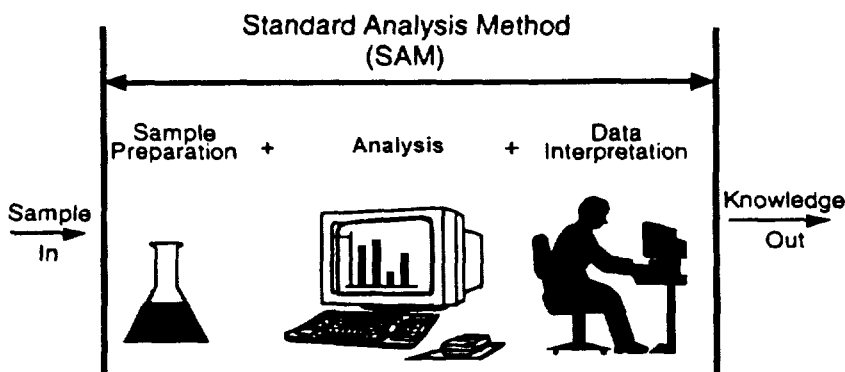 Standard Analysis Method
(SAM)
Sample
Preparation
+
Analysis
+
Data
Interpretation
Sample
In
Knowledge
Out